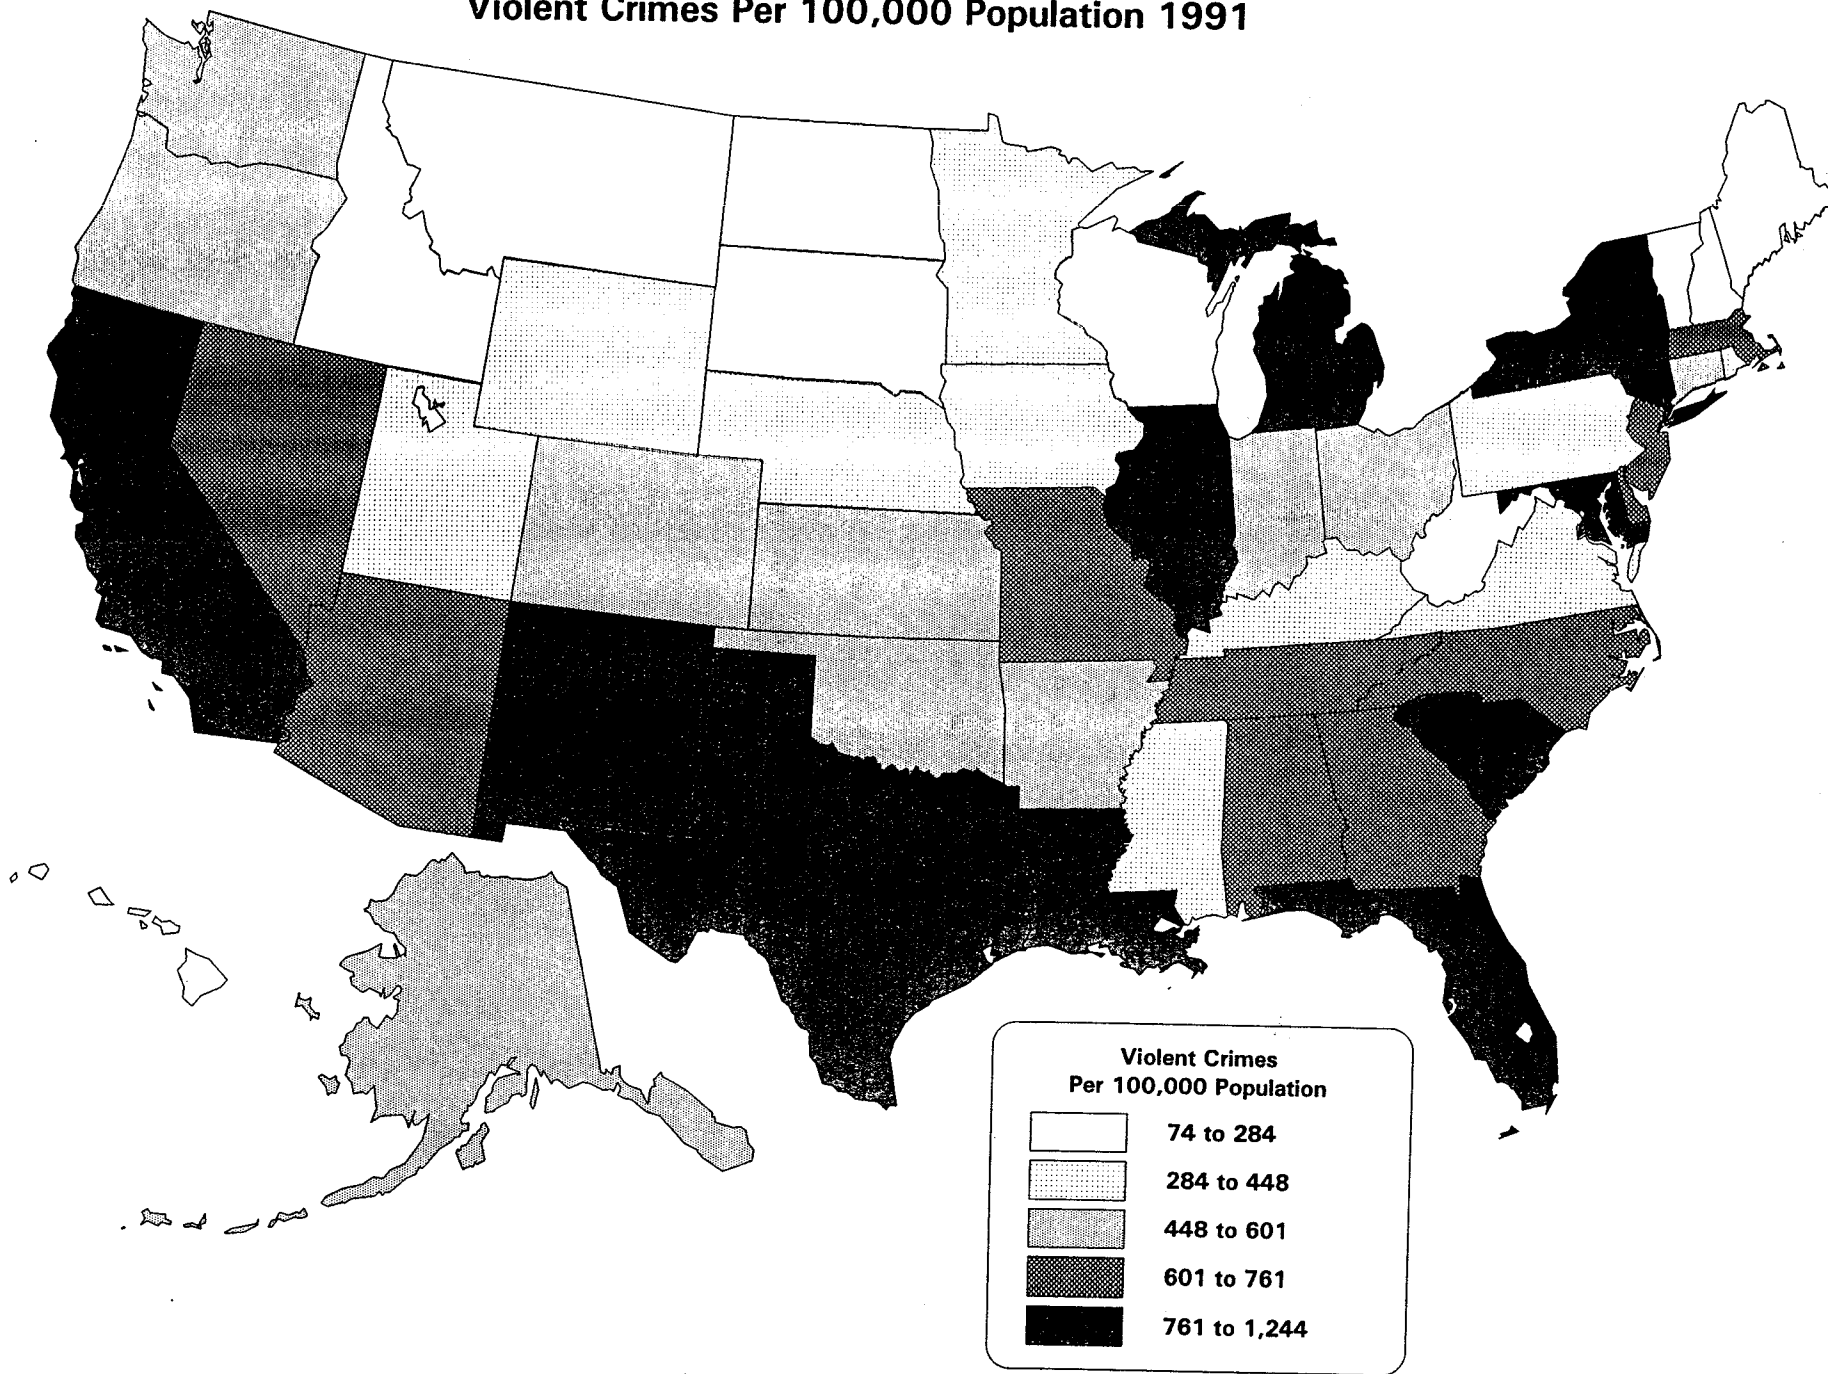 Violent Crimes Per 100,000 Population 1991
Violent Crimes
Per 100,000 Population
74 to 284
284 to 448
448 to 601
601 to 761
761 to 1,244